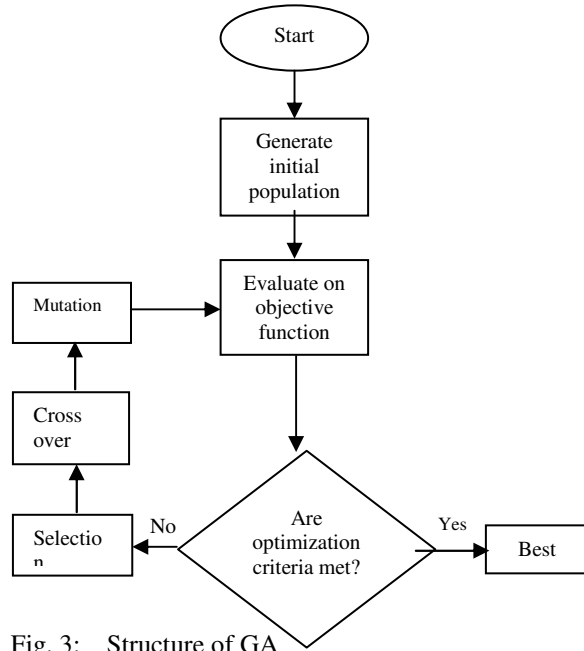 Start
Generate
initial
population
Evaluate on
objective
function
Mutation
Cross
over
Selectio
n
No
Are
optimization
criteria met?
Yes
Best
Fig. 3: Structure of GA